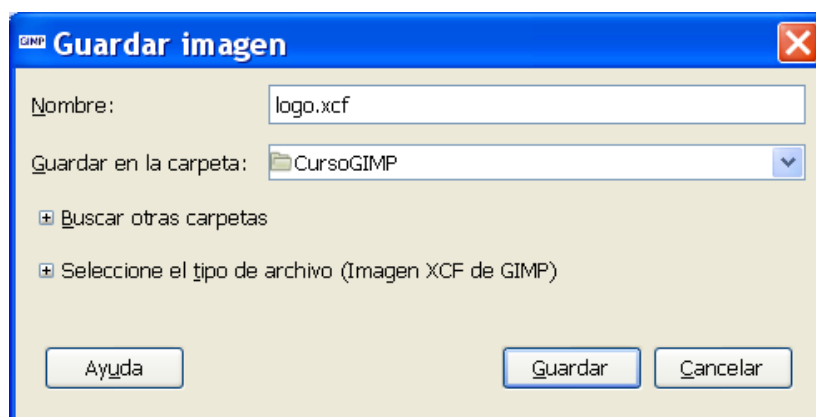 GIMP Guardar imagen
Nombre: logo.xcf
Guardar en la carpeta: CursoGIMP
Buscar otras carpetas
Seleccione el tipo de archivo (Imagen XCF de GIMP)
Ayuda Guardar Cancelar